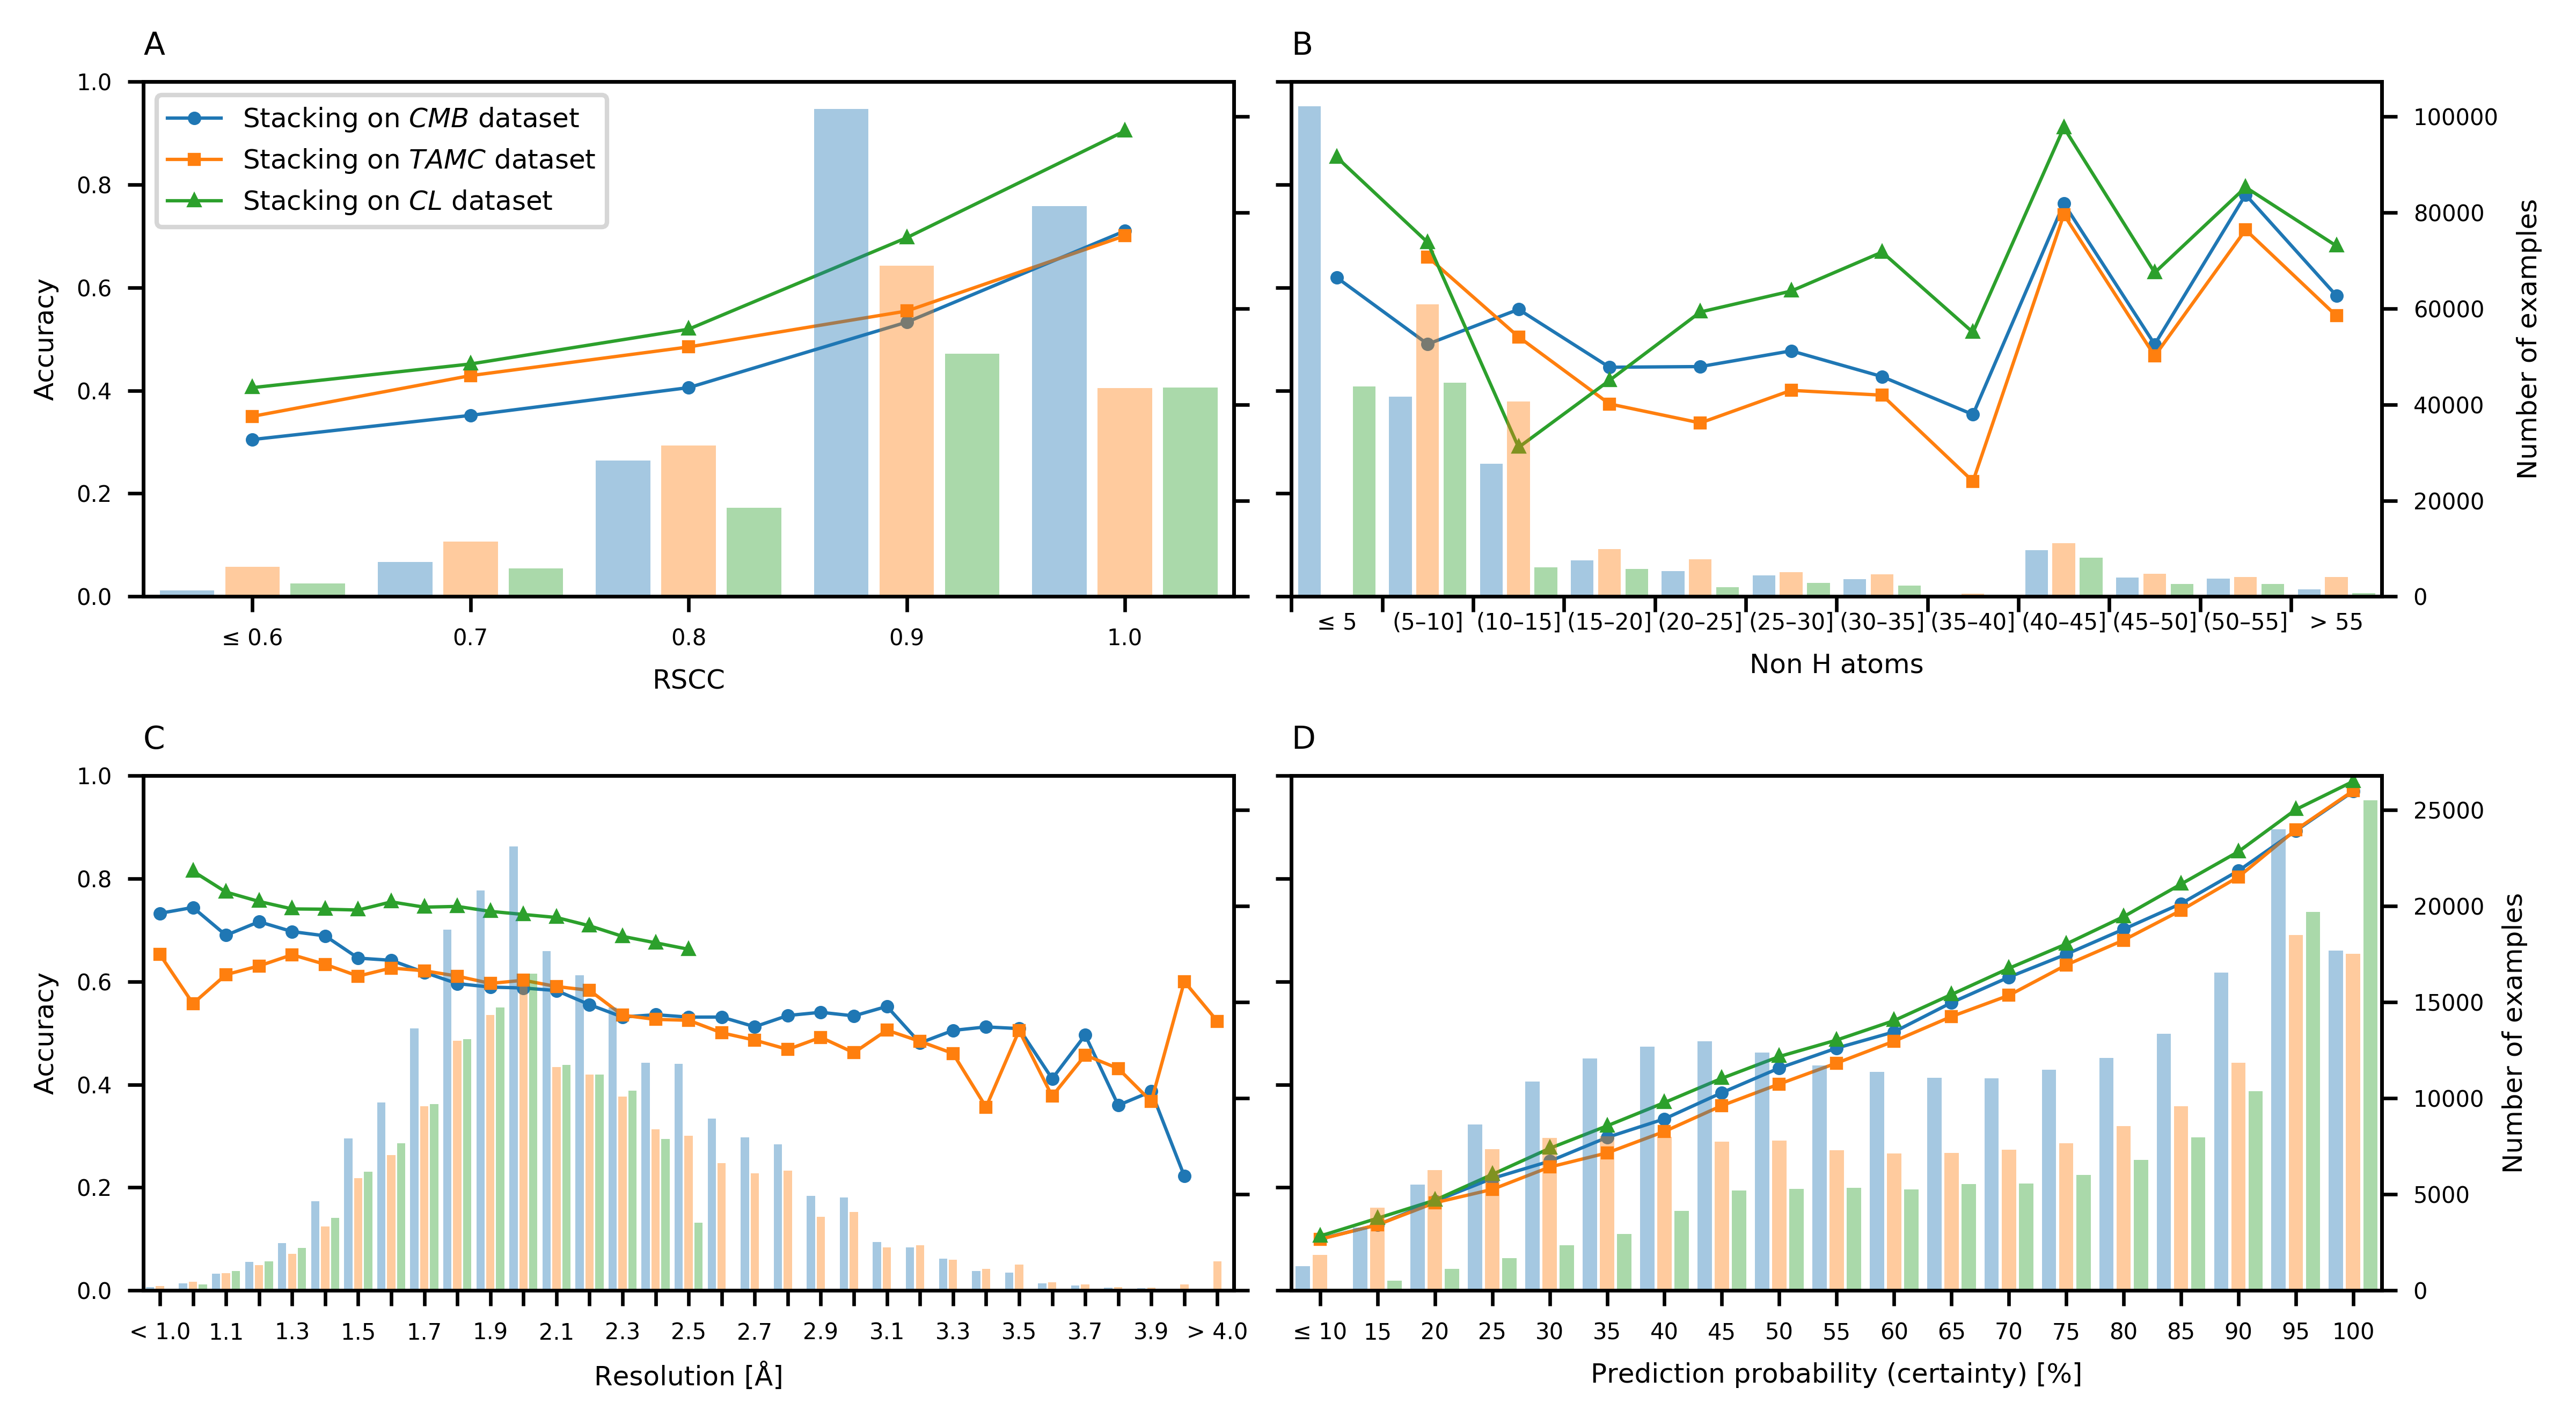 A
Accuracy
1.0
0.8
0.6
0.4
0.2
0.0
Stacking on CMB dataset
Stacking on TAMC dataset
Stacking on CL dataset
≤ 0.6 0.7 0.8 0.9 1.0
RSCC
B
100000
80000
60000
40000
20000
0
Number of examples
≤ 5 (5–10] (10–15] (15–20] (20–25] (25–30] (30–35] (35–40] (40–45] (45–50] (50–55] > 55
Non H atoms
C
Accuracy
1.0
0.8
0.6
0.4
0.2
0.0
< 1.0 1.1 1.3 1.5 1.7 1.9 2.1 2.3 2.5 2.7 2.9 3.1 3.3 3.5 3.7 3.9 > 4.0
Resolution [Å]
D
25000
20000
15000
10000
5000
0
Number of examples
≤ 10 15 20 25 30 35 40 45 50 55 60 65 70 75 80 85 90 95 100
Prediction probability (certainty) [%]